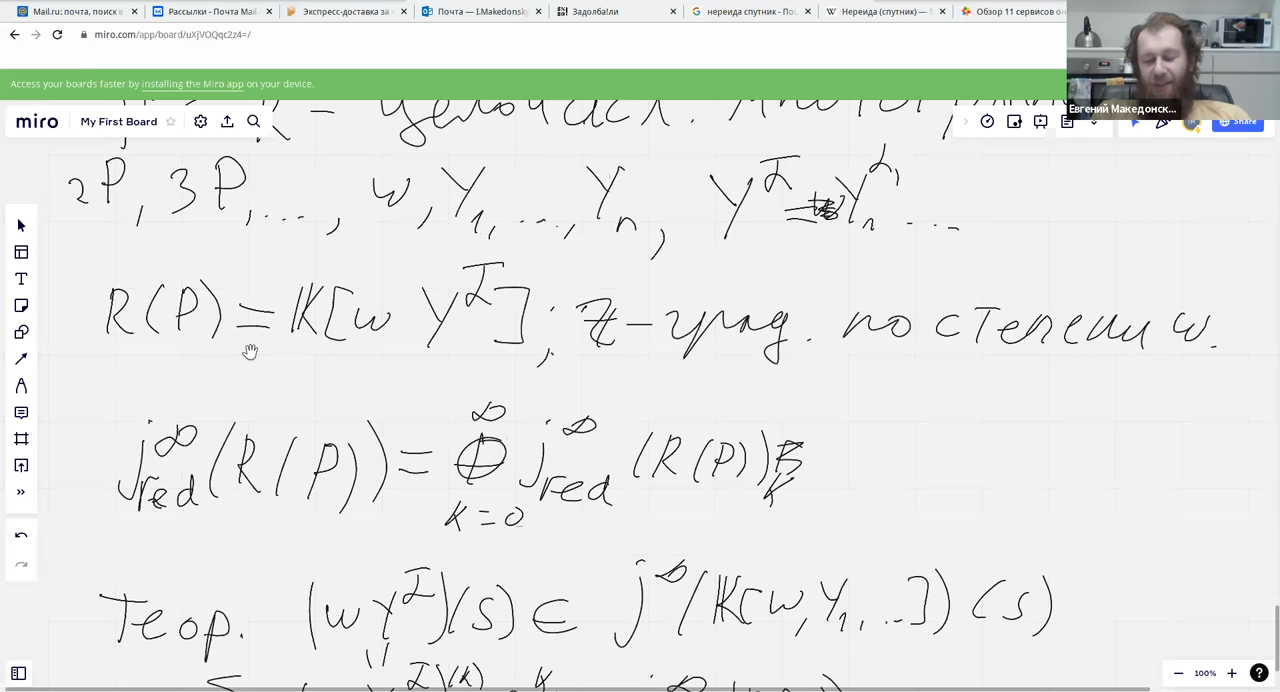 Mail.ru: почта, поиск в
Рассылки - Почта Mail.
Экспресс-доставка за
Почта — I.Makedonsk
Задолба!ли
нереида спутник - По
Нереида (спутник) —
Обзор 11 сервисов о
miro.com/app/board/uXjVOQqc2z4=/
Access your boards faster by installing the Miro app on your device.
Евгений Македонск...
miro My First Board
Share
2P, 3P, ..., w, Y₁, ..., Yₙ, Y^α = Y₁^α₁ ...
R(P) = K[w Y^α]; Z-град. по степени w.
j^∞_red(R(P)) = ⊕_{K=0}^∞ j^∞_red(R(P))_K
Теор. (wY^α)(s) ∈ j^∞(K[w, Y₁, ..])(s)
100%